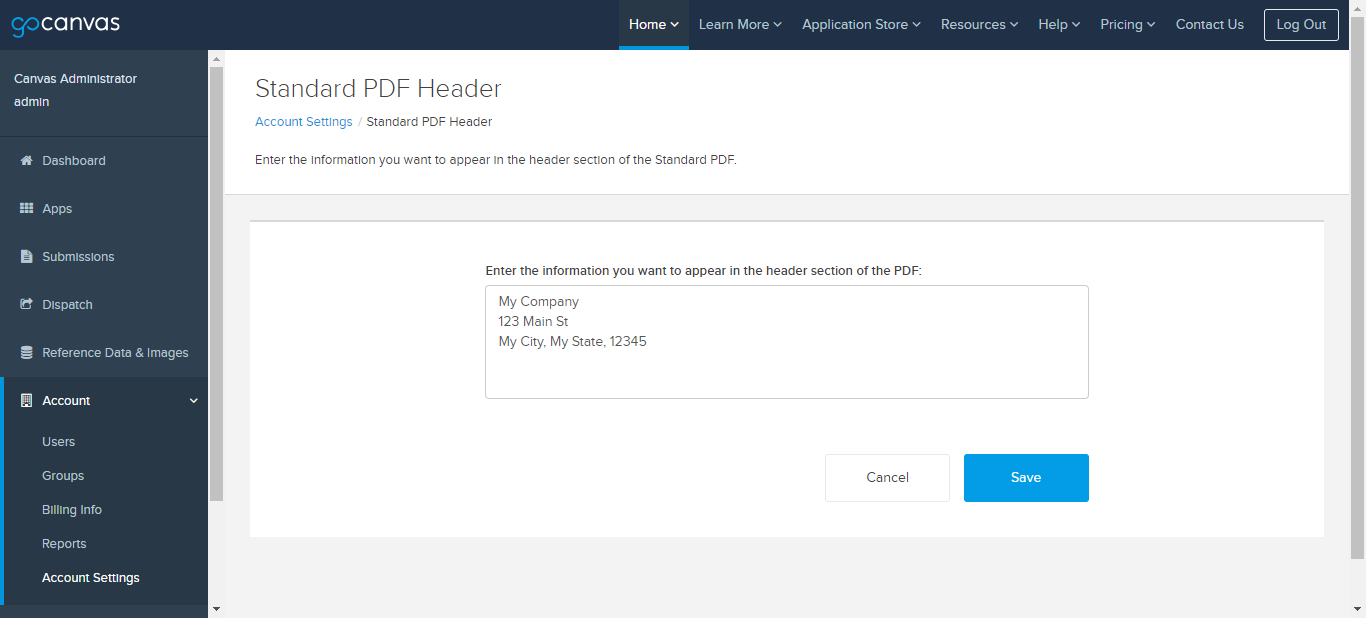 gocanvas
Home Learn More Application Store Resources Help Pricing Contact Us Log Out
Canvas Administrator
admin
Dashboard
Apps
Submissions
Dispatch
Reference Data & Images
Account
Users
Groups
Billing Info
Reports
Account Settings
Standard PDF Header
Account Settings / Standard PDF Header
Enter the information you want to appear in the header section of the Standard PDF.
Enter the information you want to appear in the header section of the PDF:
My Company
123 Main St
My City, My State, 12345
Cancel Save